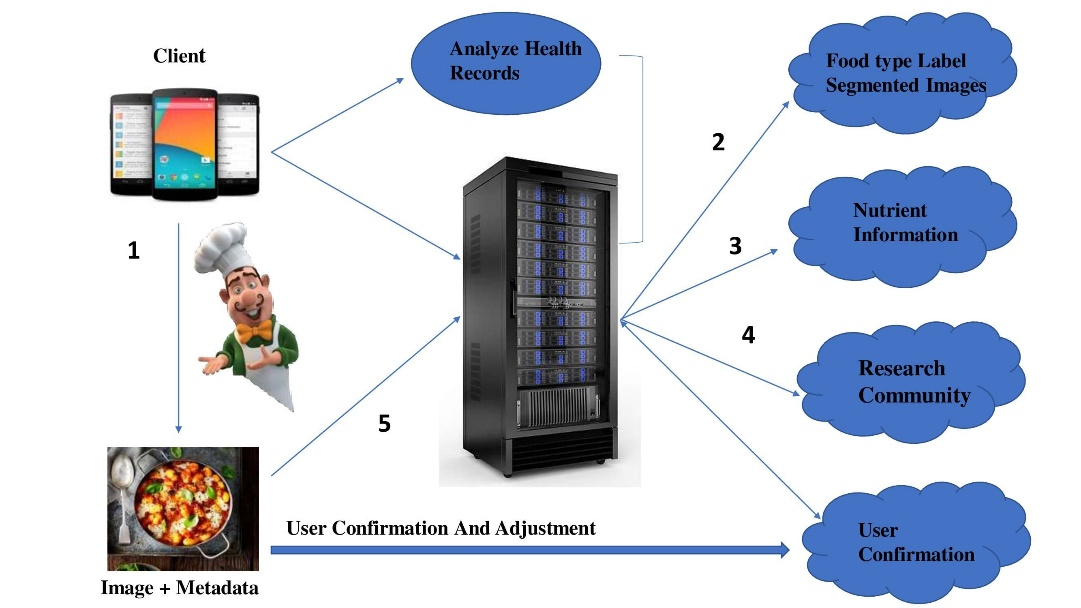 Client
Analyze Health
Records
Food type Label
Segmented Images
2
Nutrient
Information
3
1
4
Research
Community
5
User Confirmation And Adjustment
User
Confirmation
Image + Metadata